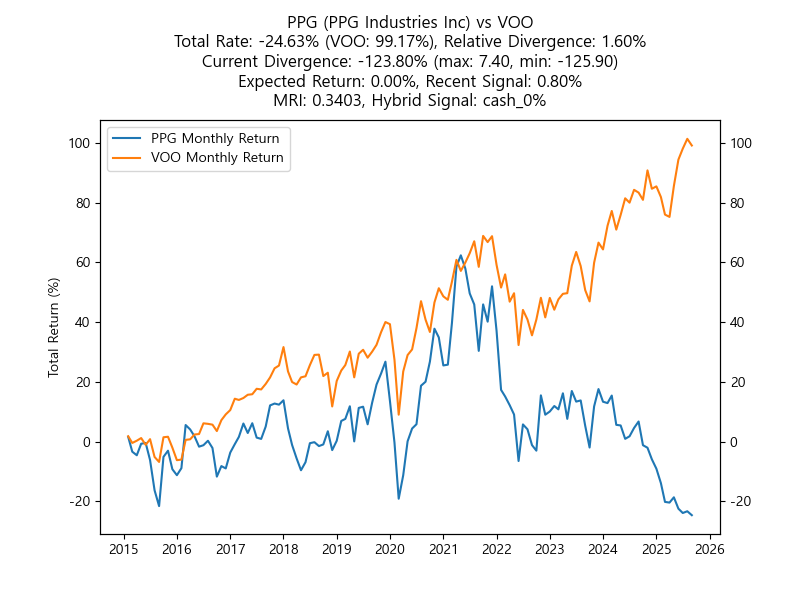 PPG (PPG Industries Inc) vs VOO
Total Rate: -24.63% (VOO: 99.17%), Relative Divergence: 1.60%
Current Divergence: -123.80% (max: 7.40, min: -125.90)
Expected Return: 0.00%, Recent Signal: 0.80%
MRI: 0.3403, Hybrid Signal: cash_0%
PPG Monthly Return
VOO Monthly Return
Total Return (%)
100
80
60
40
20
0
-20
100
80
60
40
20
0
-20
2015 2016 2017 2018 2019 2020 2021 2022 2023 2024 2025 2026